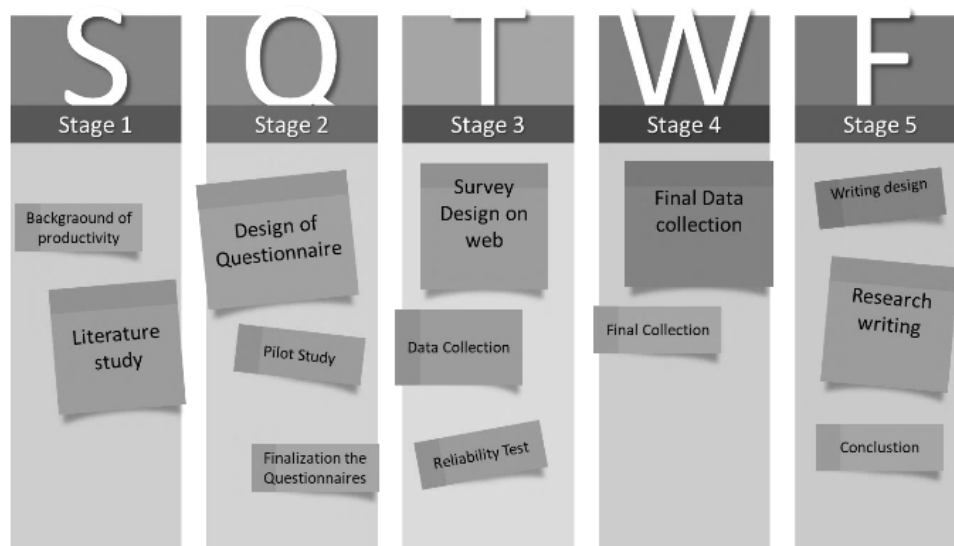 S
Stage 1
Backgraound of
productivity
Literature
study
Q
Stage 2
Design of
Questionnaire
Pilot Study
Finalization the
Questionnaires
T
Stage 3
Survey
Design on
web
Data Collection
Reliability Test
W
Stage 4
Final Data
collection
Final Collection
F
Stage 5
Writing design
Research
writing
Conclustion